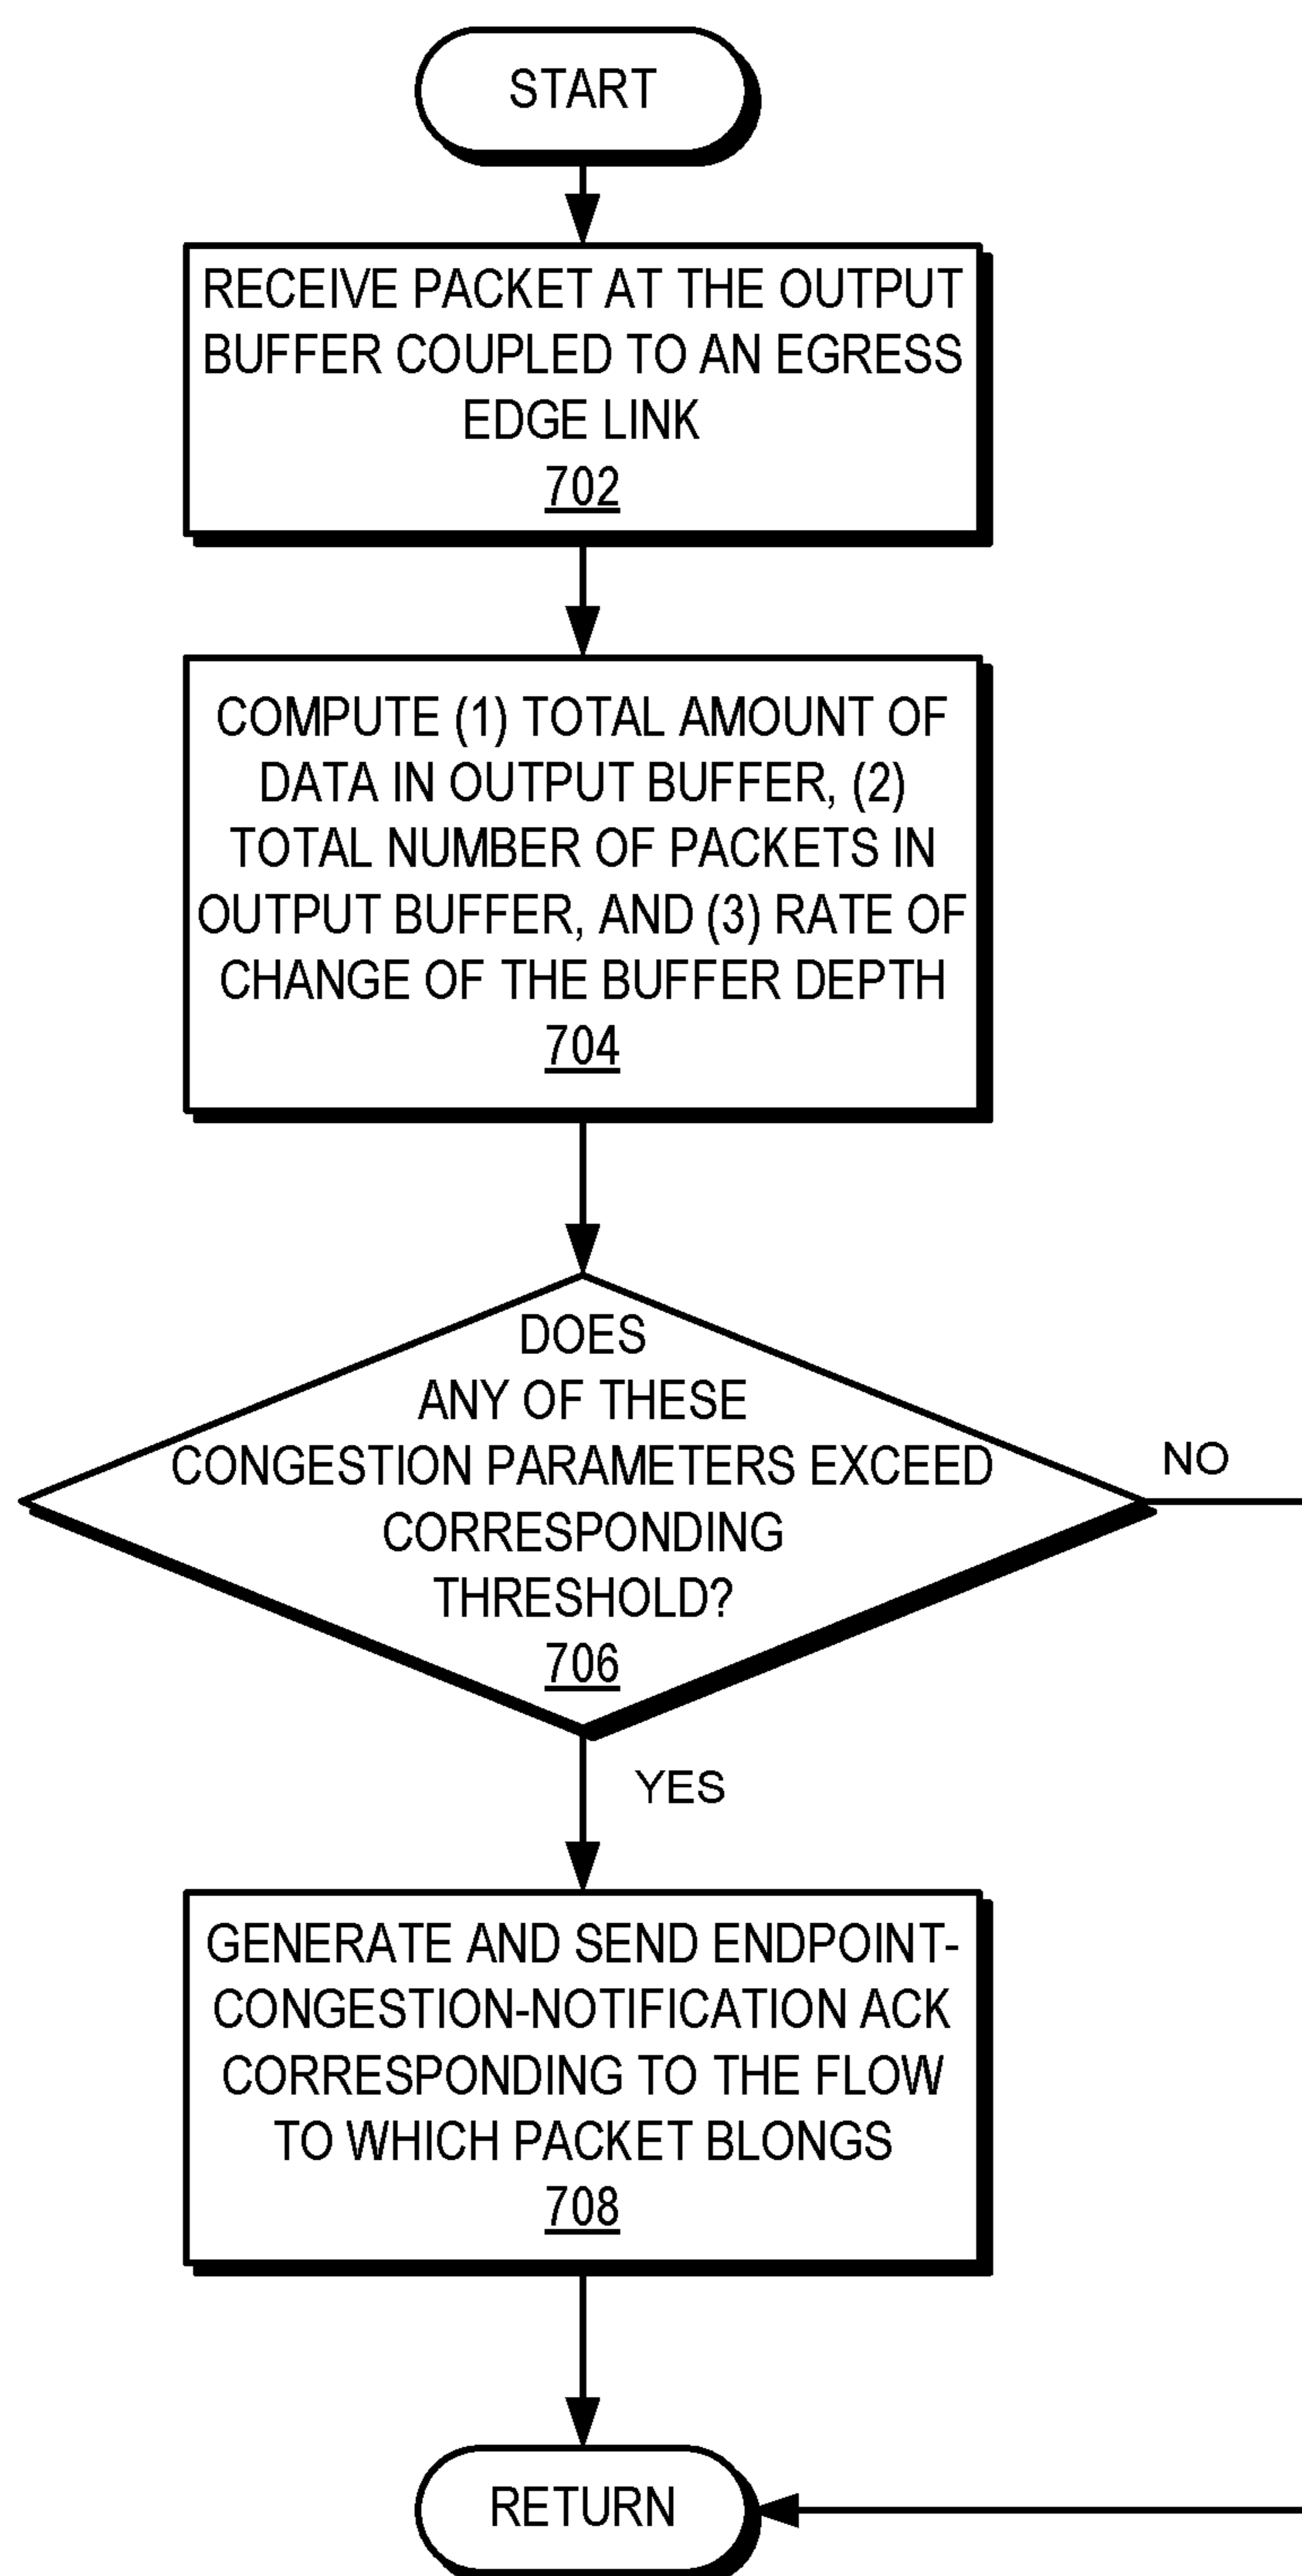 START
RECEIVE PACKET AT THE OUTPUT
BUFFER COUPLED TO AN EGRESS
EDGE LINK
702
COMPUTE (1) TOTAL AMOUNT OF
DATA IN OUTPUT BUFFER, (2)
TOTAL NUMBER OF PACKETS IN
OUTPUT BUFFER, AND (3) RATE OF
CHANGE OF THE BUFFER DEPTH
704
DOES
ANY OF THESE
CONGESTION PARAMETERS EXCEED
CORRESPONDING
THRESHOLD?
706
NO
YES
GENERATE AND SEND ENDPOINT-
CONGESTION-NOTIFICATION ACK
CORRESPONDING TO THE FLOW
TO WHICH PACKET BLONGS
708
RETURN